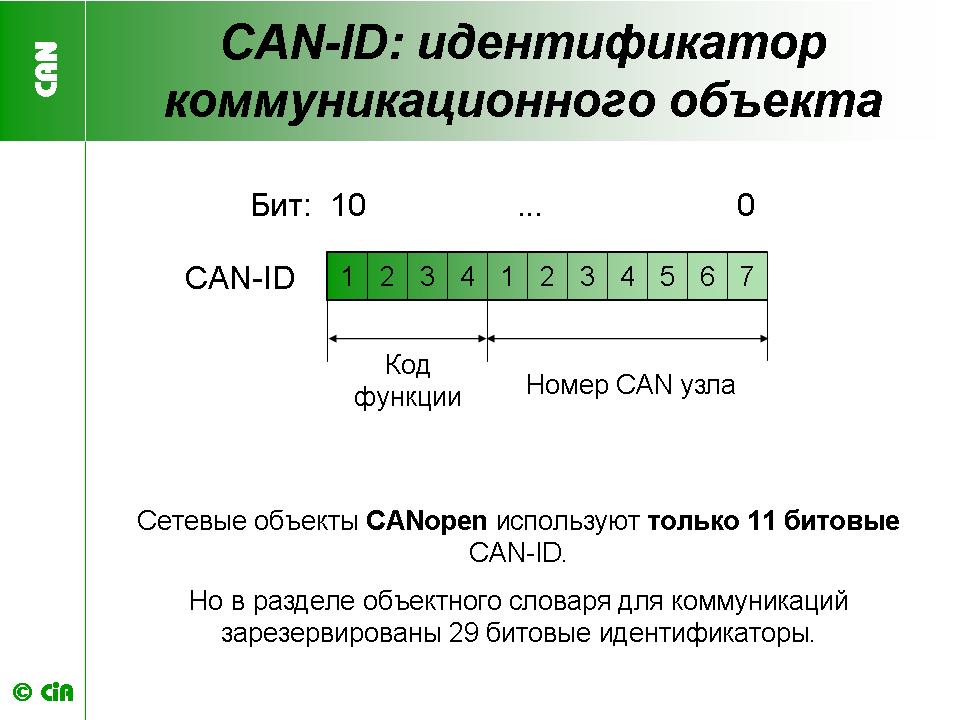 CAN
CAN-ID: идентификатор
коммуникационного объекта
Бит: 10 ... 0
CAN-ID 1 2 3 4 1 2 3 4 5 6 7
Код
функции
Номер CAN узла
Сетевые объекты CANopen используют только 11 битовые
CAN-ID.
Но в разделе объектного словаря для коммуникаций
зарезервированы 29 битовые идентификаторы.
© CiA